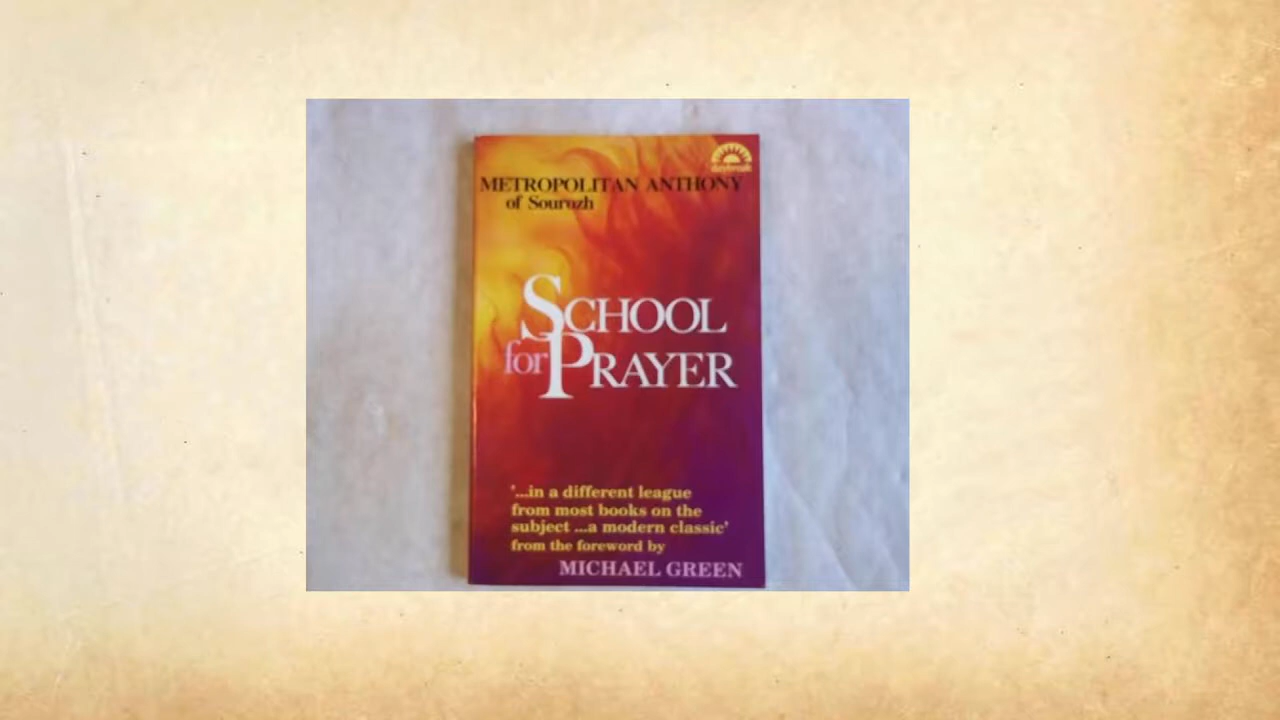 daybreak
METROPOLITAN ANTHONY
of Sourozh
SCHOOL
for PRAYER
'...in a different league
from most books on the
subject ...a modern classic'
from the foreword by
MICHAEL GREEN